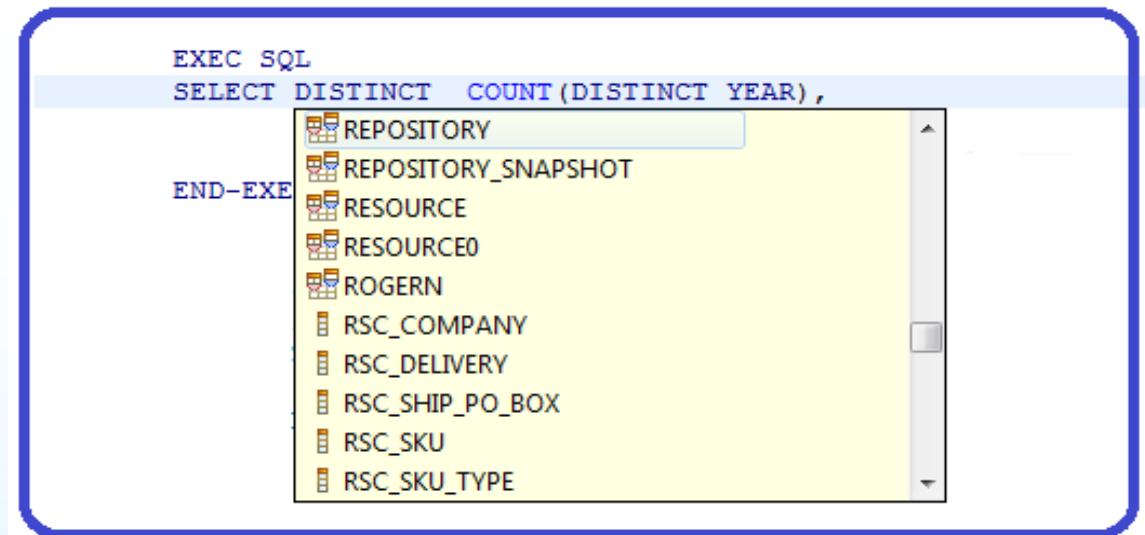 EXEC SQL
SELECT DISTINCT  COUNT(DISTINCT YEAR),
REPOSITORY
REPOSITORY_SNAPSHOT
END-EXE
RESOURCE
RESOURCE0
ROGERN
RSC_COMPANY
RSC_DELIVERY
RSC_SHIP_PO_BOX
RSC_SKU
RSC_SKU_TYPE